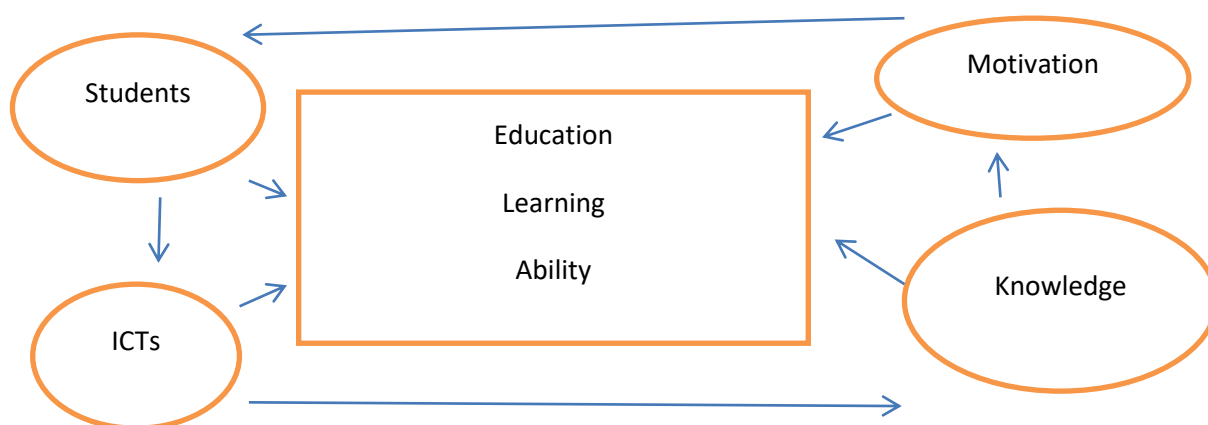 Students
Motivation
Education
Learning
Ability
ICTs
Knowledge